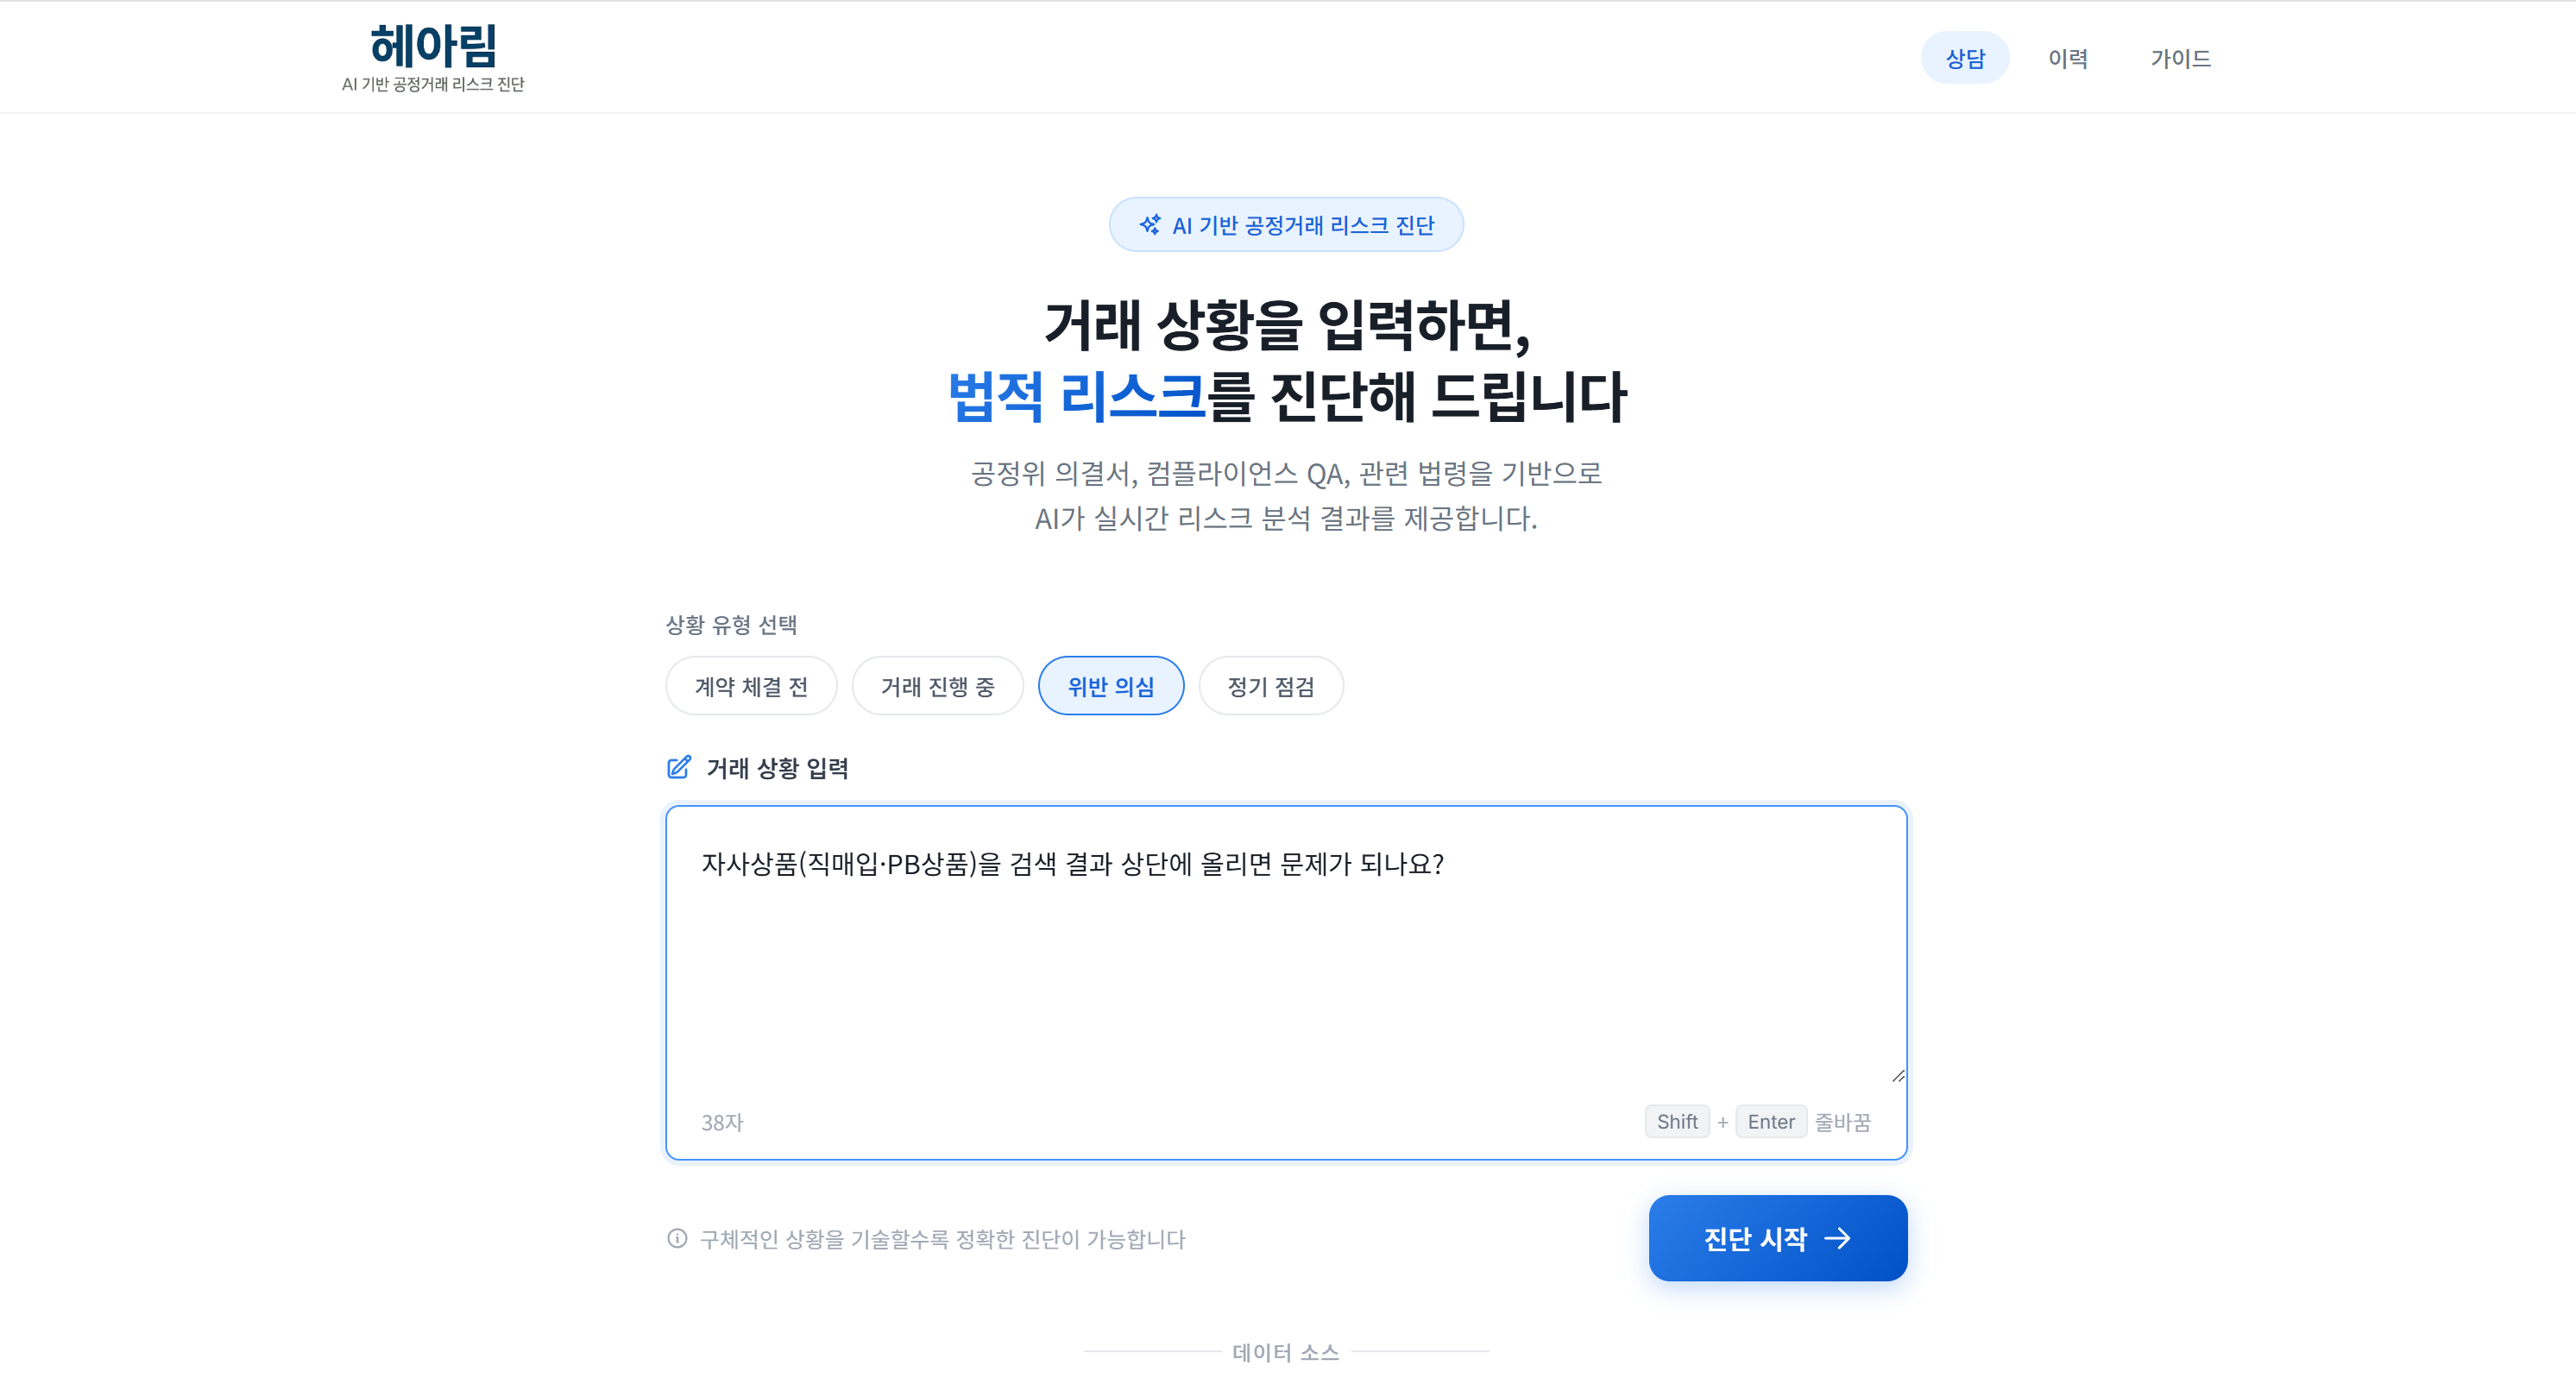 헤아림
AI 기반 공정거래 리스크 진단
상담
이력
가이드
AI 기반 공정거래 리스크 진단
거래 상황을 입력하면,
법적 리스크를 진단해 드립니다
공정위 의결서, 컴플라이언스 QA, 관련 법령을 기반으로
AI가 실시간 리스크 분석 결과를 제공합니다.
상황 유형 선택
계약 체결 전
거래 진행 중
위반 의심
정기 점검
거래 상황 입력
자사상품(직매입·PB상품)을 검색 결과 상단에 올리면 문제가 되나요?
38자
Shift + Enter 줄바꿈
구체적인 상황을 기술할수록 정확한 진단이 가능합니다
진단 시작
데이터 소스